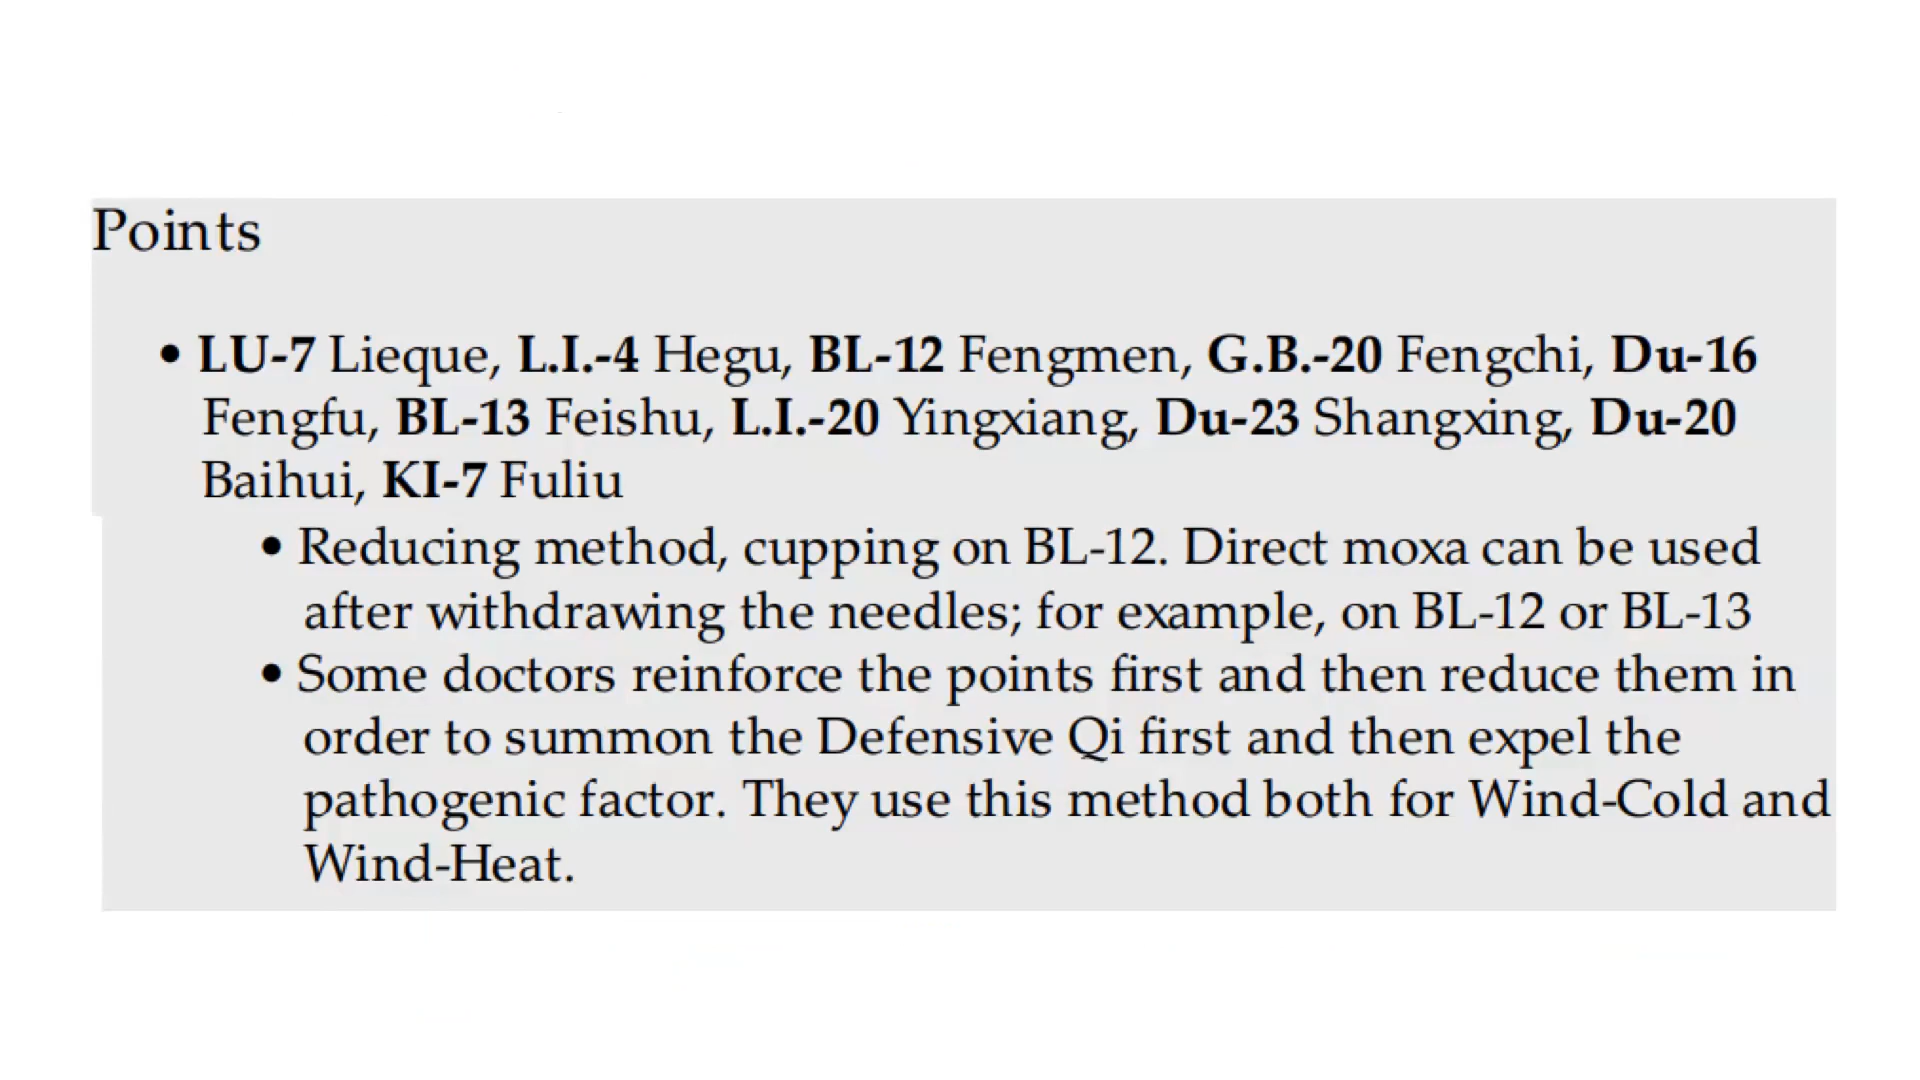 Points
• LU-7 Lieque, L.I.-4 Hegu, BL-12 Fengmen, G.B.-20 Fengchi, Du-16
Fengfu, BL-13 Feishu, L.I.-20 Yingxiang, Du-23 Shangxing, Du-20
Baihui, KI-7 Fuliu
• Reducing method, cupping on BL-12. Direct moxa can be used
after withdrawing the needles; for example, on BL-12 or BL-13
• Some doctors reinforce the points first and then reduce them in
order to summon the Defensive Qi first and then expel the
pathogenic factor. They use this method both for Wind-Cold and
Wind-Heat.